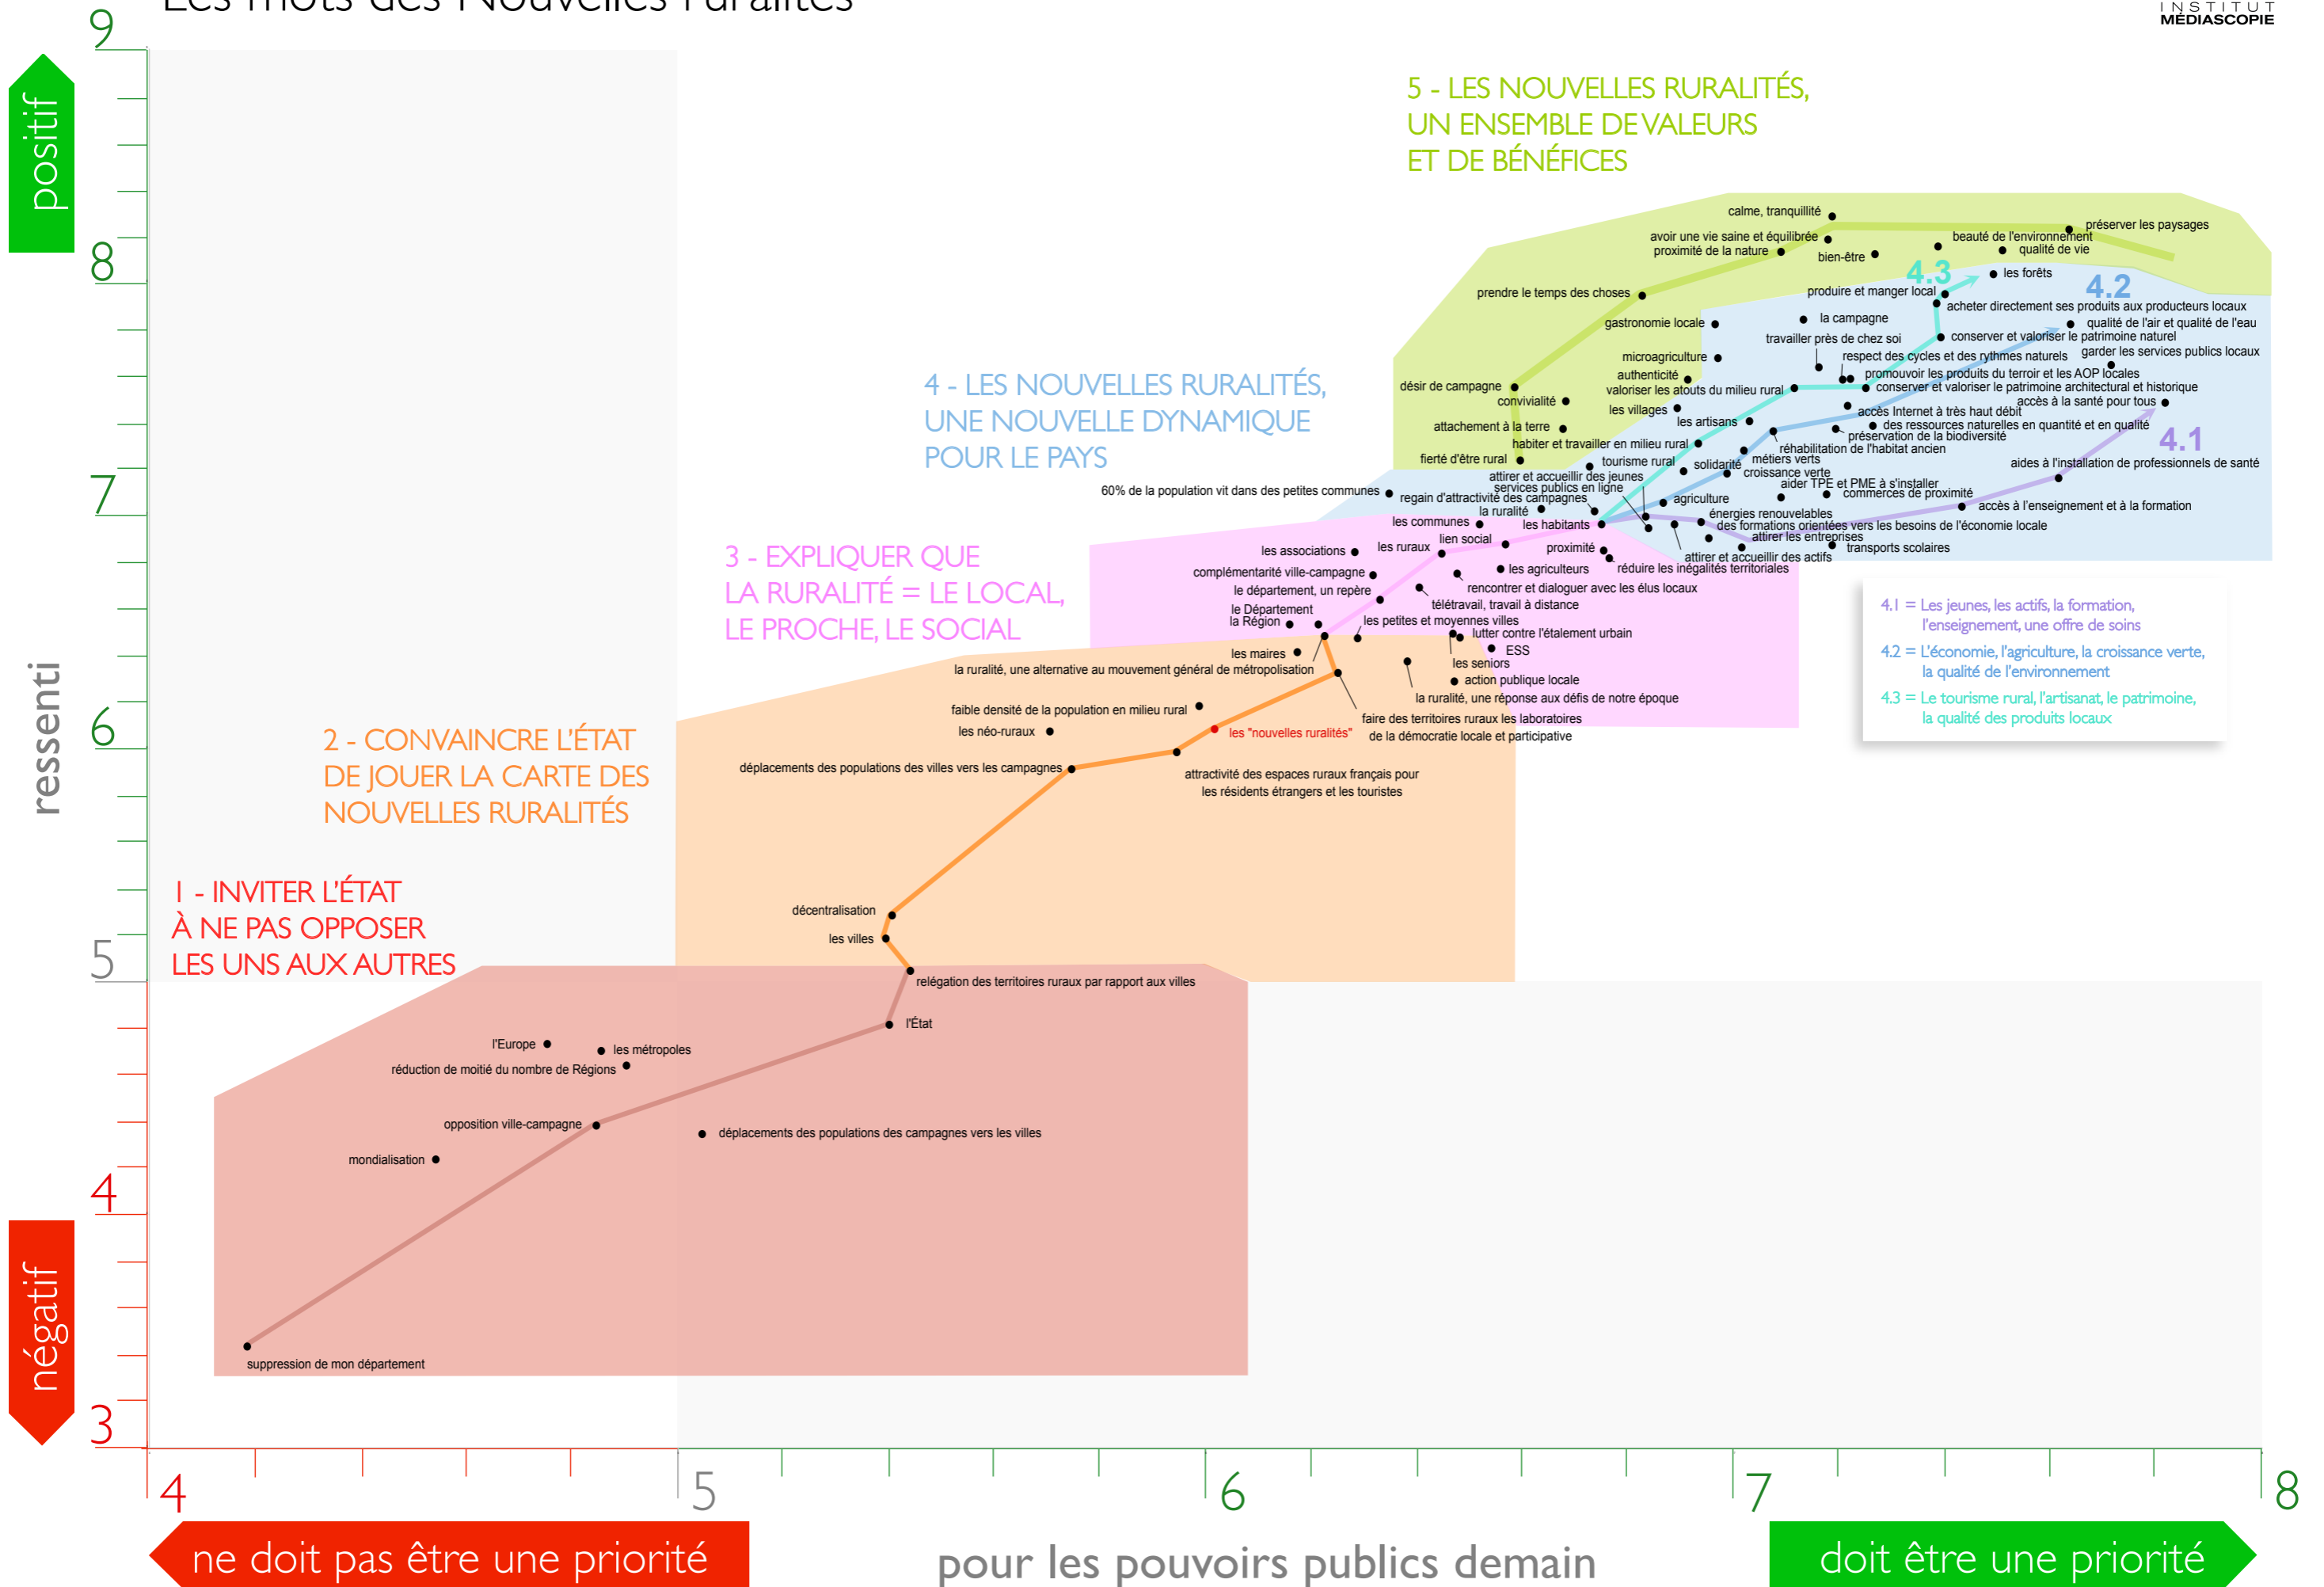 Les mots des Nouvelles ruralités
INSTITUT
MÉDIASCOPIE
9
positif
8
7
ressenti
6
5
4
négatif
3
5 - LES NOUVELLES RURALITÉS,
UN ENSEMBLE DE VALEURS
ET DE BÉNÉFICES
calme, tranquillité
préserver les paysages
avoir une vie saine et équilibrée
beauté de l'environnement
proximité de la nature
bien-être
qualité de vie
4.3
les forêts
4.2
prendre le temps des choses
produire et manger local
acheter directement ses produits aux producteurs locaux
gastronomie locale
la campagne
qualité de l'air et qualité de l'eau
travailler près de chez soi
conserver et valoriser le patrimoine naturel
microagriculture
respect des cycles et des rythmes naturels
garder les services publics locaux
4 - LES NOUVELLES RURALITÉS,
UNE NOUVELLE DYNAMIQUE
POUR LE PAYS
authenticité
promouvoir les produits du terroir et les AOP locales
désir de campagne
valoriser les atouts du milieu rural
conserver et valoriser le patrimoine architectural et historique
convivialité
les villages
accès à la santé pour tous
accès Internet à très haut débit
attachement à la terre
les artisans
des ressources naturelles en quantité et en qualité
préservation de la biodiversité
4.1
habiter et travailler en milieu rural
réhabilitation de l'habitat ancien
fierté d'être rural
tourisme rural
solidarité
métiers verts
aides à l'installation de professionnels de santé
attirer et accueillir des jeunes
croissance verte
services publics en ligne
aider TPE et PME à s'installer
60% de la population vit dans des petites communes
regain d'attractivité des campagnes
agriculture
commerces de proximité
la ruralité
énergies renouvelables
accès à l'enseignement et à la formation
les communes
les habitants
des formations orientées vers les besoins de l'économie locale
lien social
attirer les entreprises
3 - EXPLIQUER QUE
LA RURALITÉ = LE LOCAL,
LE PROCHE, LE SOCIAL
les associations
les ruraux
proximité
transports scolaires
attirer et accueillir des actifs
complémentarité ville-campagne
les agriculteurs
réduire les inégalités territoriales
le département, un repère
rencontrer et dialoguer avec les élus locaux
le Département
télétravail, travail à distance
la Région
les petites et moyennes villes
lutter contre l'étalement urbain
les maires
ESS
la ruralité, une alternative au mouvement général de métropolisation
les seniors
action publique locale
la ruralité, une réponse aux défis de notre époque
faible densité de la population en milieu rural
faire des territoires ruraux les laboratoires
de la démocratie locale et participative
les néo-ruraux
les "nouvelles ruralités"
4.1 = Les jeunes, les actifs, la formation,
l'enseignement, une offre de soins
4.2 = L'économie, l'agriculture, la croissance verte,
la qualité de l'environnement
4.3 = Le tourisme rural, l'artisanat, le patrimoine,
la qualité des produits locaux
2 - CONVAINCRE L'ÉTAT
DE JOUER LA CARTE DES
NOUVELLES RURALITÉS
déplacements des populations des villes vers les campagnes
attractivité des espaces ruraux français pour
les résidents étrangers et les touristes
1 - INVITER L'ÉTAT
À NE PAS OPPOSER
LES UNS AUX AUTRES
décentralisation
les villes
relégation des territoires ruraux par rapport aux villes
l'État
l'Europe
les métropoles
réduction de moitié du nombre de Régions
opposition ville-campagne
déplacements des populations des campagnes vers les villes
mondialisation
suppression de mon département
4
5
6
7
8
ne doit pas être une priorité
pour les pouvoirs publics demain
doit être une priorité